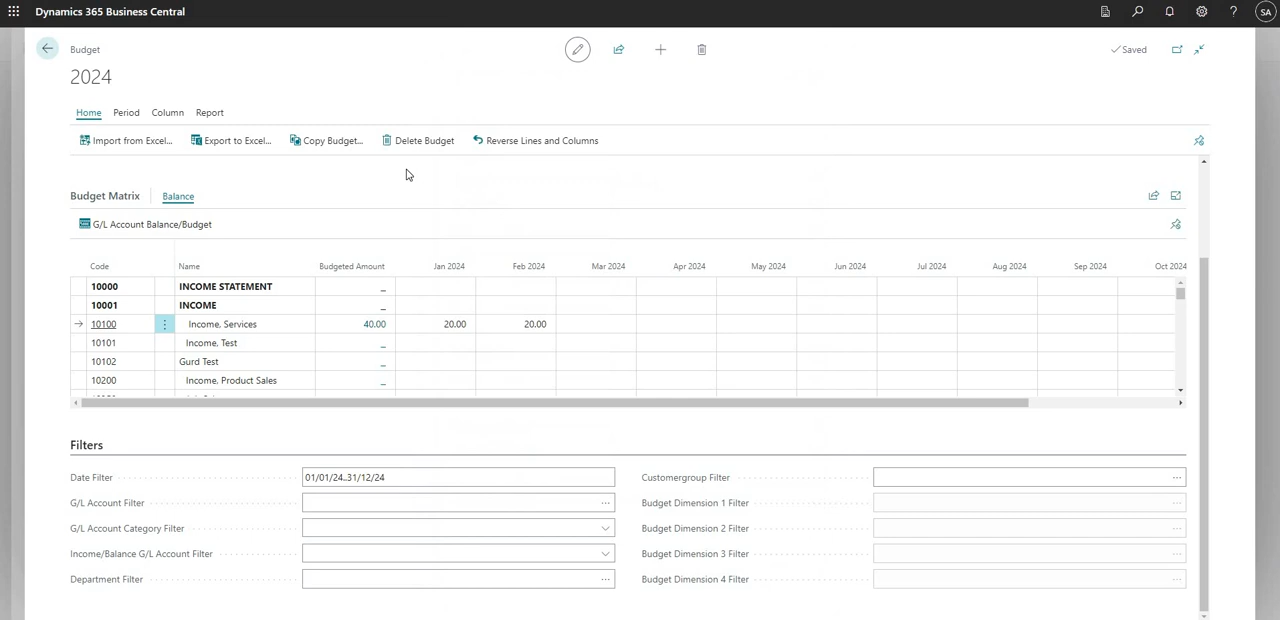 Dynamics 365 Business Central
SA
Budget
Saved
2024
Home Period Column Report
Import from Excel... Export to Excel... Copy Budget... Delete Budget Reverse Lines and Columns
Budget Matrix Balance
G/L Account Balance/Budget
Code Name Budgeted Amount Jan 2024 Feb 2024 Mar 2024 Apr 2024 May 2024 Jun 2024 Jul 2024 Aug 2024 Sep 2024 Oct 2024
10000 INCOME STATEMENT _
10001 INCOME _
10100 Income, Services 40.00 20.00 20.00
10101 Income, Test _
10102 Gurd Test _
10200 Income, Product Sales _
Filters
Date Filter 01/01/24..31/12/24 Customergroup Filter
G/L Account Filter Budget Dimension 1 Filter
G/L Account Category Filter Budget Dimension 2 Filter
Income/Balance G/L Account Filter Budget Dimension 3 Filter
Department Filter Budget Dimension 4 Filter